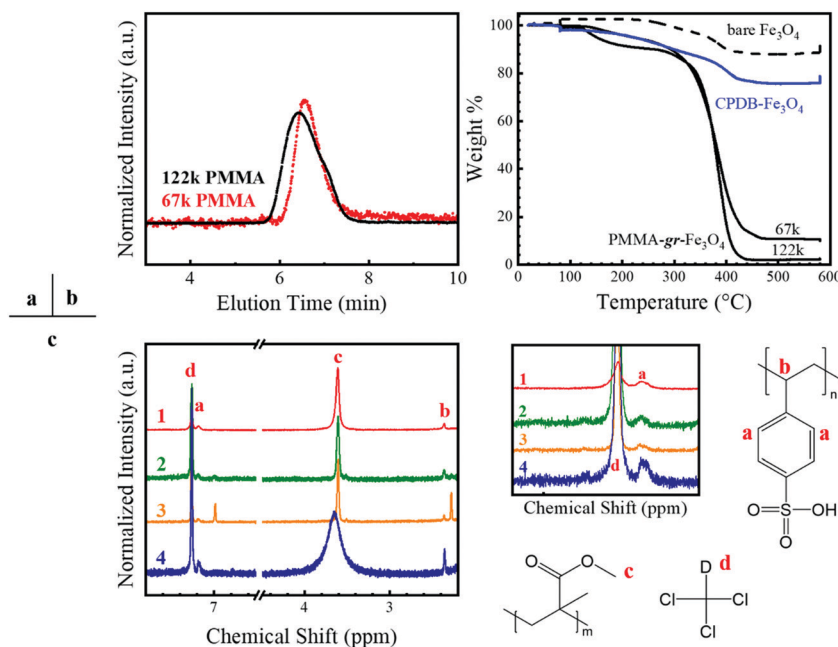 Normalized Intensity (a.u.)
122k PMMA
67k PMMA
4 6 8 10
Elution Time (min)
Weight %
100
80
60
40
20
0
bare Fe₃O₄
CPDB-Fe₃O₄
67k
PMMA-gr-Fe₃O₄
122k
0 100 200 300 400 500 600
Temperature (°C)
a b
c
Normalized Intensity (a.u.)
d
a
c
b
1
2
3
4
7 4 3
Chemical Shift (ppm)
1
2
3
4
a
d
Chemical Shift (ppm)
b
n
a a
O S OH
O
O O c
m
D d
Cl Cl
Cl